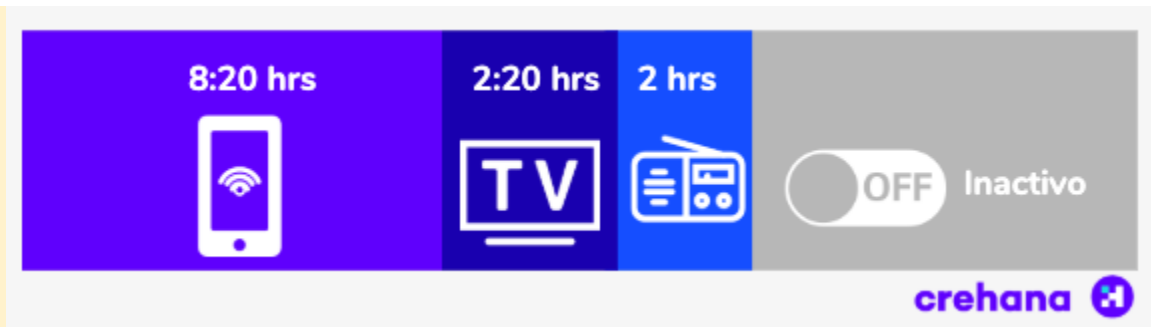 8:20 hrs
2:20 hrs
2 hrs
TV
OFF
Inactivo
crehana